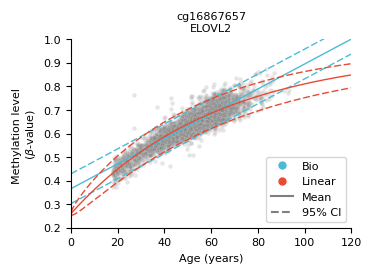 cg16867657
ELOVL2
Methylation level
(β-value)
1.0
0.9
0.8
0.7
0.6
0.5
0.4
0.3
0.2
0
20
40
60
80
100
120
Age (years)
Bio
Linear
Mean
95% CI